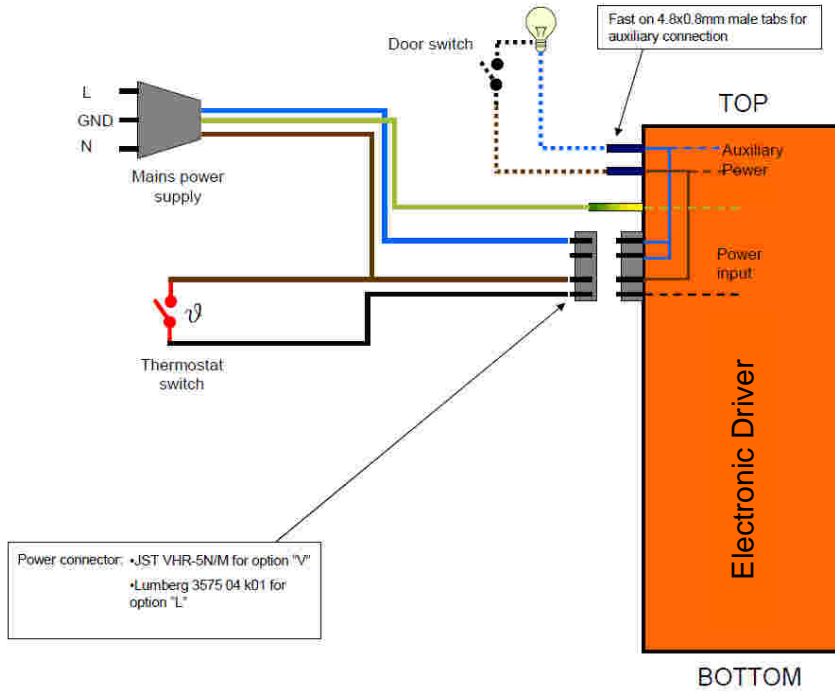 Fast on 4.8x0.8mm male tabs for
auxiliary connection
Door switch
L
GND
N
Mains power
supply
TOP
Auxiliary
Power
Power
input
ϑ
Thermostat
switch
Electronic Driver
Power connector: •JST VHR-5N/M for option "V"
•Lumberg 3575 04 k01 for
option "L"
BOTTOM